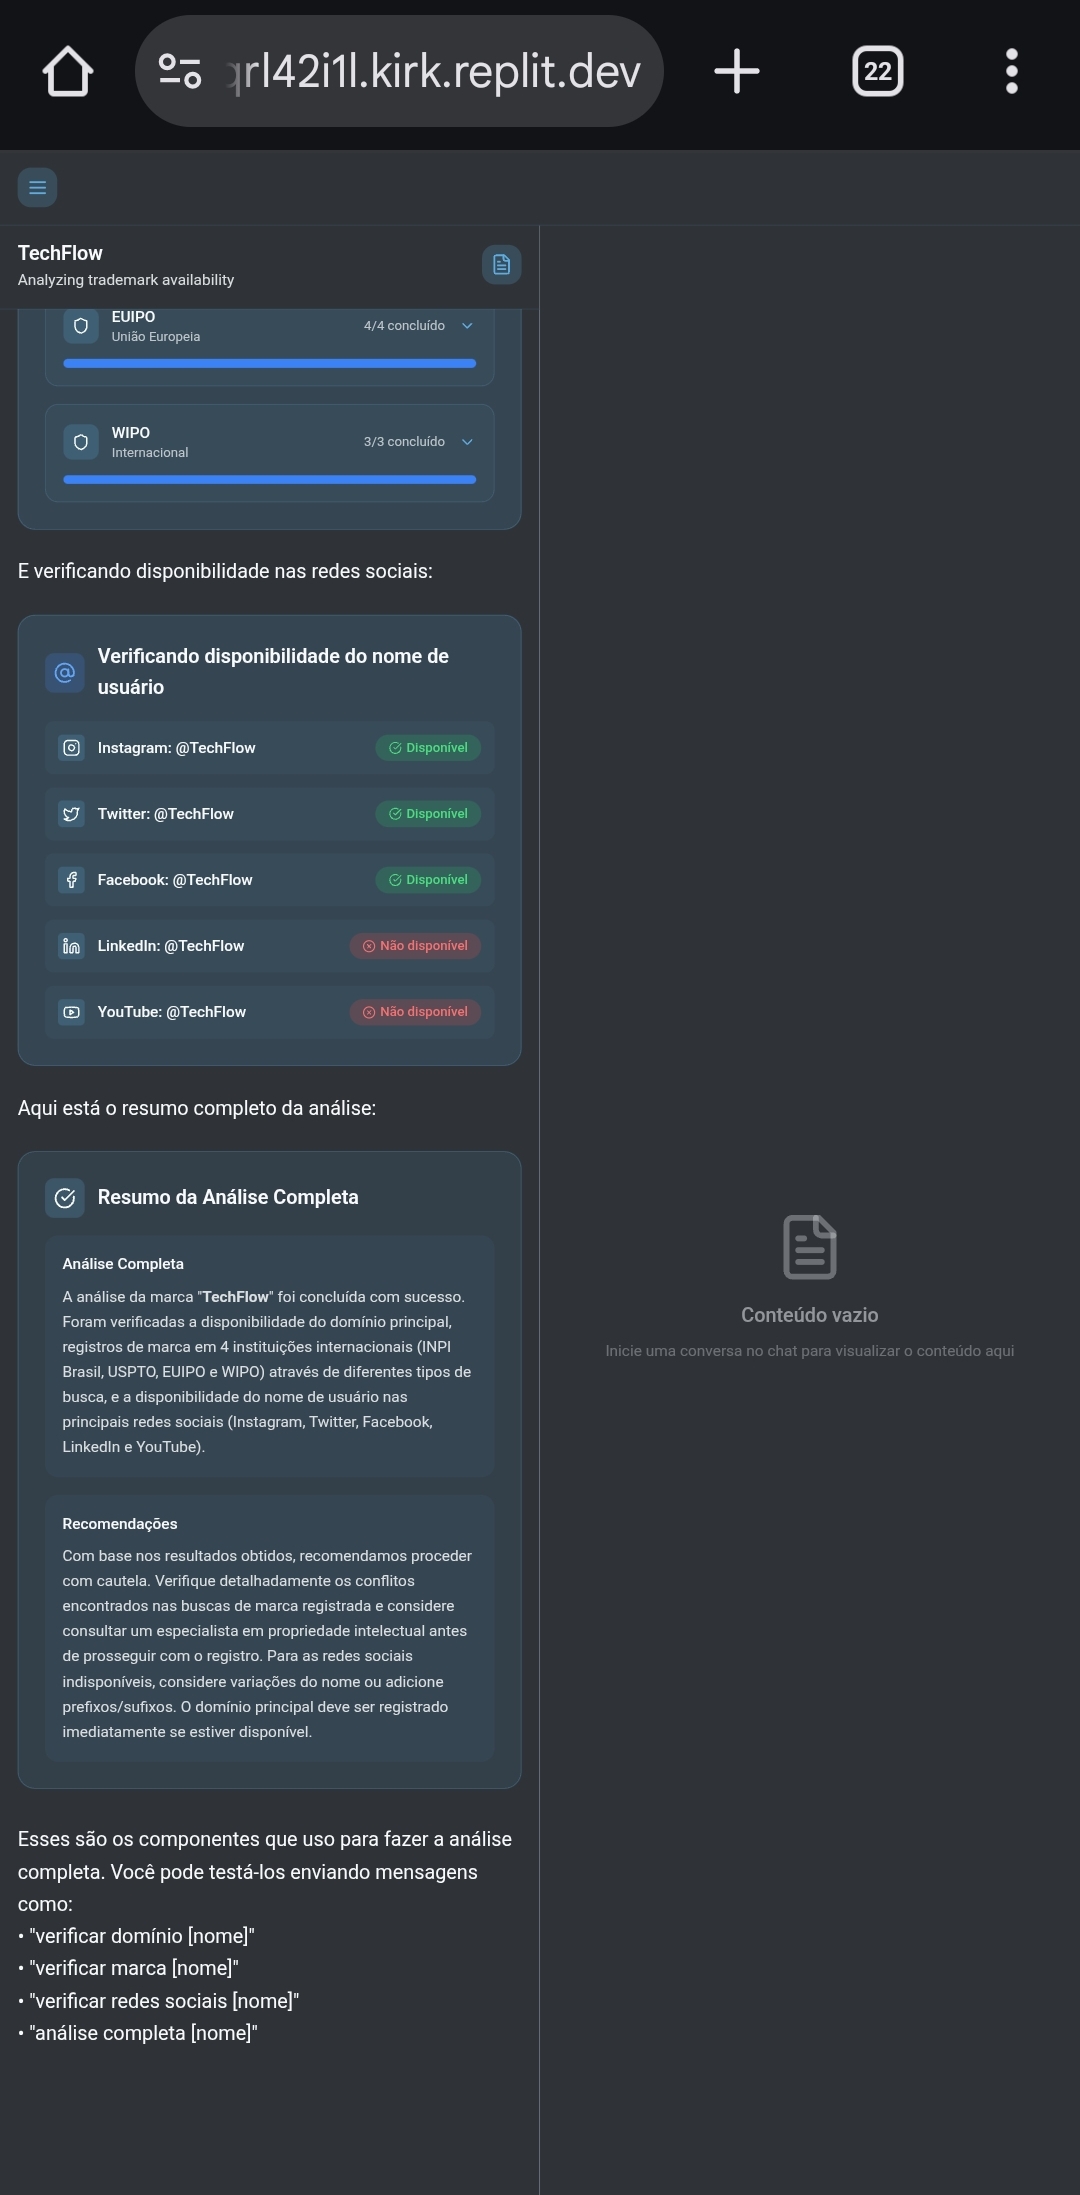 qrl42i1l.kirk.replit.dev
22
TechFlow
Analyzing trademark availability
EUIPO
4/4 concluído
União Europeia
WIPO
3/3 concluído
Internacional
E verificando disponibilidade nas redes sociais:
Verificando disponibilidade do nome de
usuário
Instagram: @TechFlow
Disponível
Twitter: @TechFlow
Disponível
Facebook: @TechFlow
Disponível
LinkedIn: @TechFlow
Não disponível
YouTube: @TechFlow
Não disponível
Aqui está o resumo completo da análise:
Resumo da Análise Completa
Análise Completa
A análise da marca "TechFlow" foi concluída com sucesso.
Foram verificadas a disponibilidade do domínio principal,
registros de marca em 4 instituições internacionais (INPI
Brasil, USPTO, EUIPO e WIPO) através de diferentes tipos de
busca, e a disponibilidade do nome de usuário nas
principais redes sociais (Instagram, Twitter, Facebook,
LinkedIn e YouTube).
Recomendações
Com base nos resultados obtidos, recomendamos proceder
com cautela. Verifique detalhadamente os conflitos
encontrados nas buscas de marca registrada e considere
consultar um especialista em propriedade intelectual antes
de prosseguir com o registro. Para as redes sociais
indisponíveis, considere variações do nome ou adicione
prefixos/sufixos. O domínio principal deve ser registrado
imediatamente se estiver disponível.
Esses são os componentes que uso para fazer a análise
completa. Você pode testá-los enviando mensagens
como:
• "verificar domínio [nome]"
• "verificar marca [nome]"
• "verificar redes sociais [nome]"
• "análise completa [nome]"
Conteúdo vazio
Inicie uma conversa no chat para visualizar o conteúdo aqui